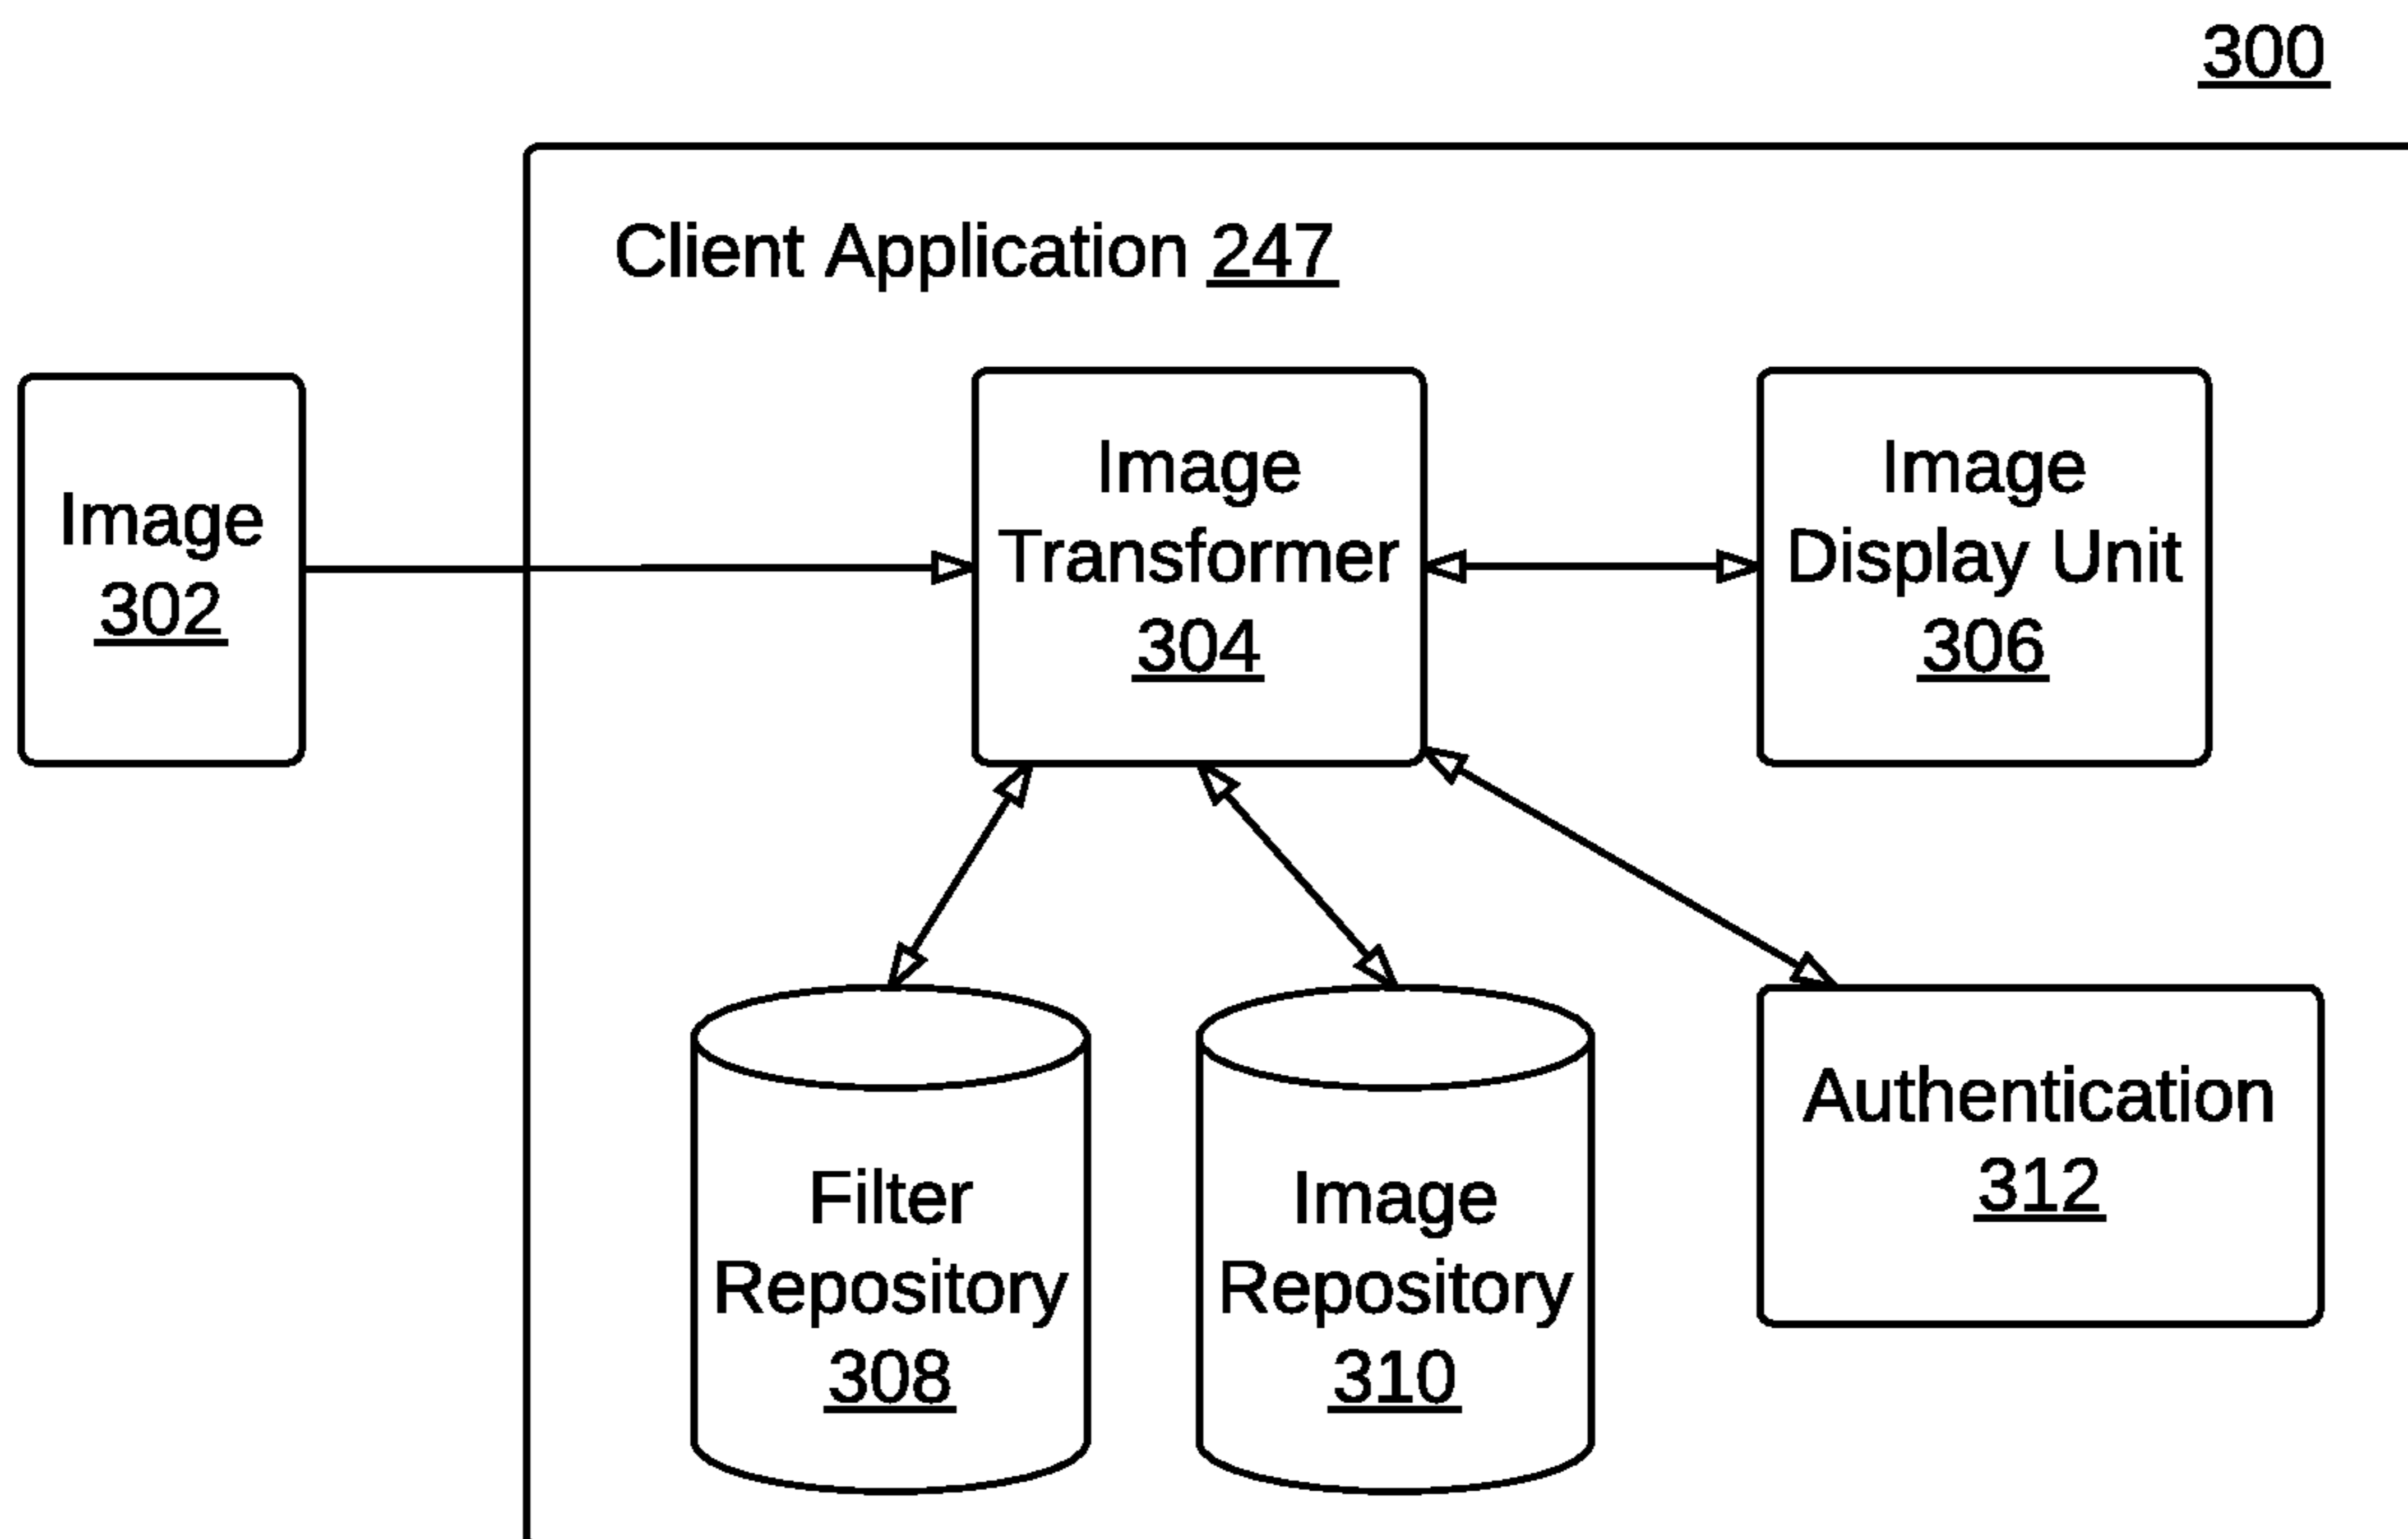 300
Client Application 247
Image
302
Image
Transformer
304
Image
Display Unit
306
Filter
Repository
308
Image
Repository
310
Authentication
312